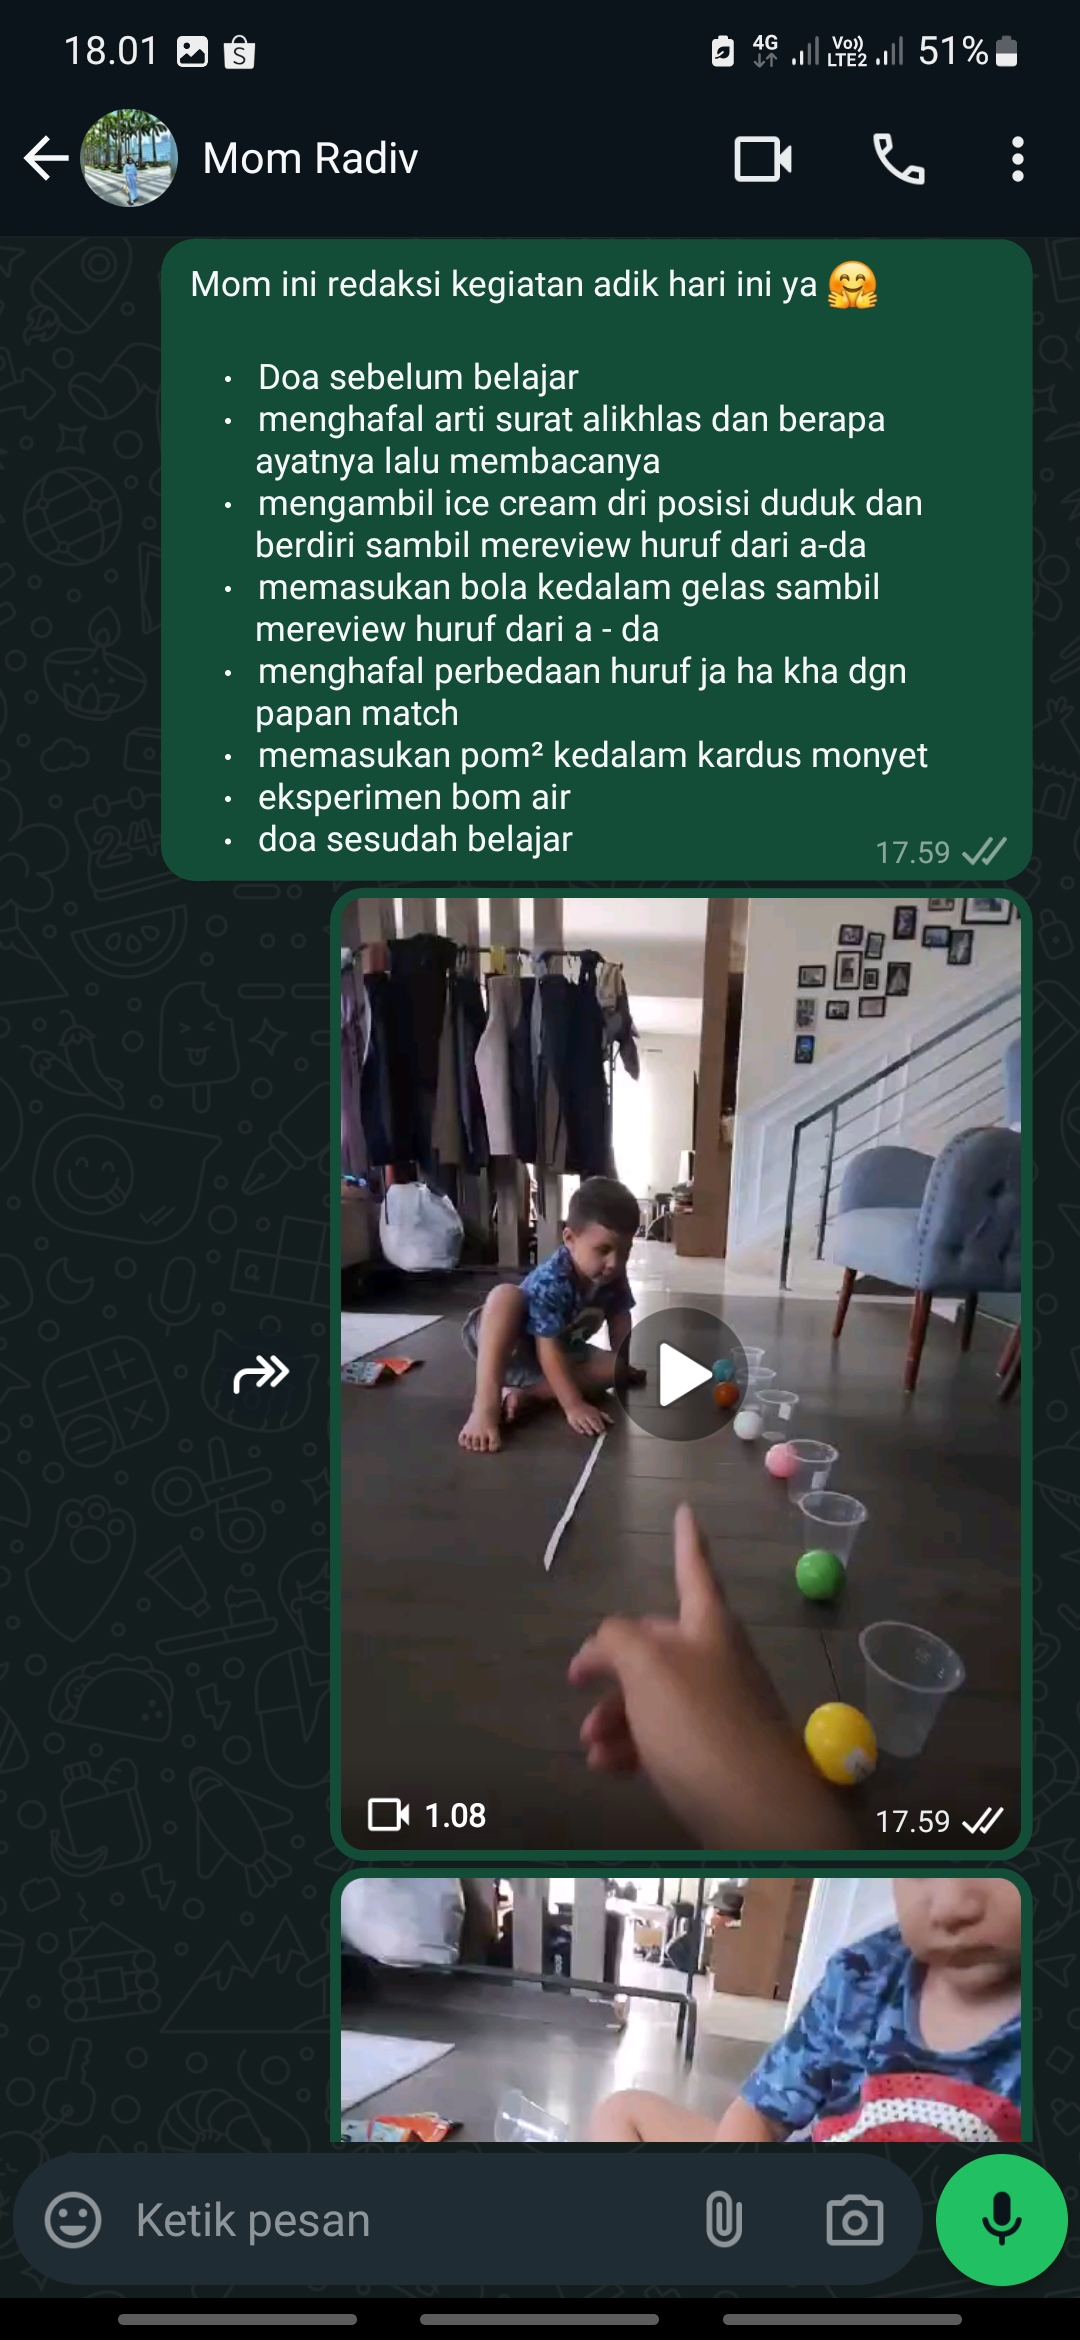 18.01
4G
Vo))
LTE2
51%
Mom Radiv
Mom ini redaksi kegiatan adik hari ini ya 🤗
• Doa sebelum belajar
• menghafal arti surat alikhlas dan berapa
ayatnya lalu membacanya
• mengambil ice cream dri posisi duduk dan
berdiri sambil mereview huruf dari a-da
• memasukan bola kedalam gelas sambil
mereview huruf dari a - da
• menghafal perbedaan huruf ja ha kha dgn
papan match
• memasukan pom² kedalam kardus monyet
• eksperimen bom air
• doa sesudah belajar
17.59
1.08
17.59
Ketik pesan